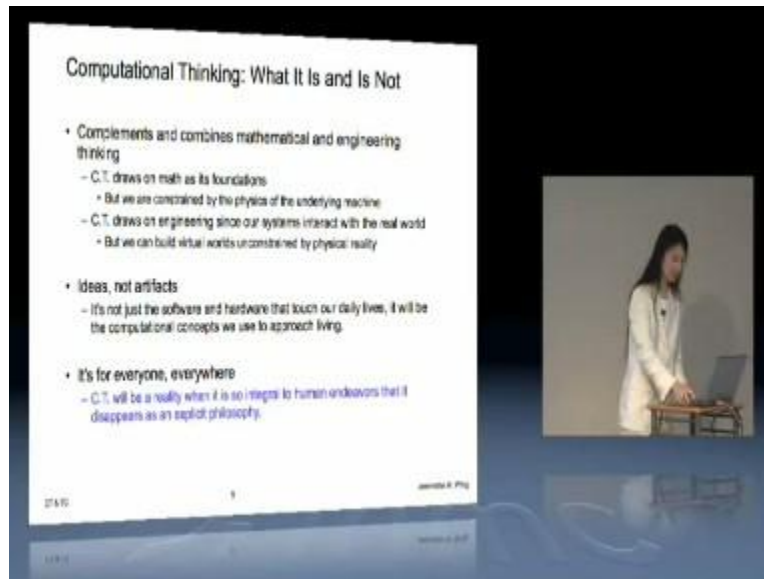 Computational Thinking: What It Is and Is Not
• Complements and combines mathematical and engineering
thinking
– C.T. draws on math as its foundations
• But we are constrained by the physics of the underlying machine
– C.T. draws on engineering since our systems interact with the real world
• But we can build virtual worlds unconstrained by physical reality
• Ideas, not artifacts
– It's not just the software and hardware that touch our daily lives, it will be
the computational concepts we use to approach living.
• It's for everyone, everywhere
– C.T. will be a reality when it is so integral to human endeavors that it
disappears as an explicit philosophy.